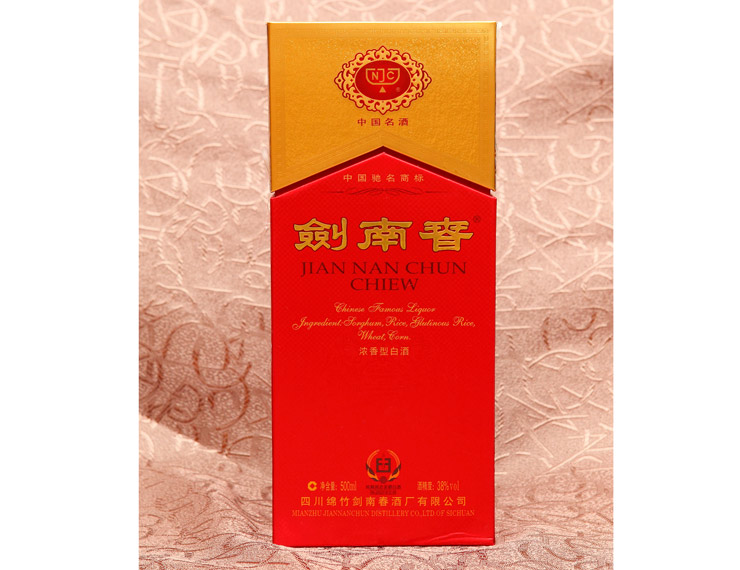 NJC
®
中国名酒
中国驰名商标
劍南春®
JIAN NAN CHUN
CHIEW
Chinese Famous Liquor
Ingredient:Sorghum, Rice, Glutinous Rice,
Wheat, Corn.
浓香型白酒
净含量: 500ml 酒精度: 38%vol
四川绵竹剑南春酒厂有限公司
MIANZHU JIANNANCHUN DISTILLERY CO.,LTD OF SICHUAN